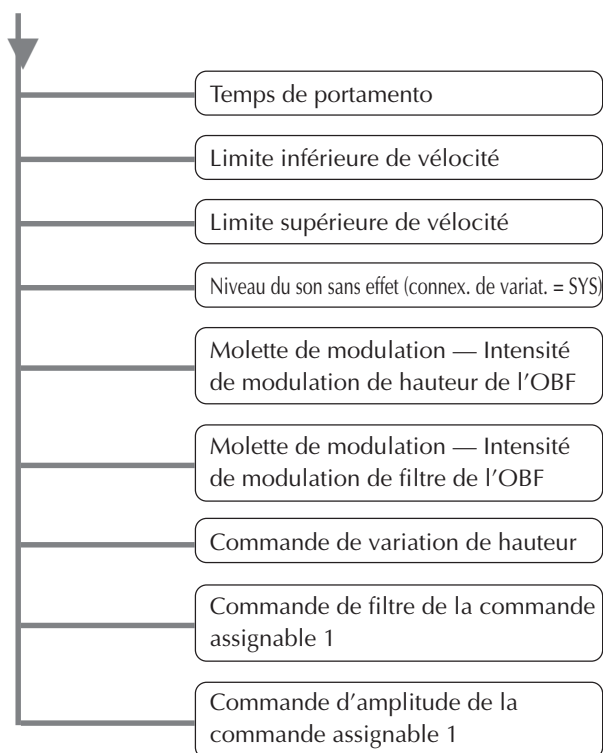 Temps de portamento
Limite inférieure de vélocité
Limite supérieure de vélocité
Niveau du son sans effet (connex. de variat. = SYS)
Molette de modulation — Intensité
de modulation de hauteur de l’OBF
Molette de modulation — Intensité
de modulation de filtre de l’OBF
Commande de variation de hauteur
Commande de filtre de la commande
assignable 1
Commande d’amplitude de la
commande assignable 1